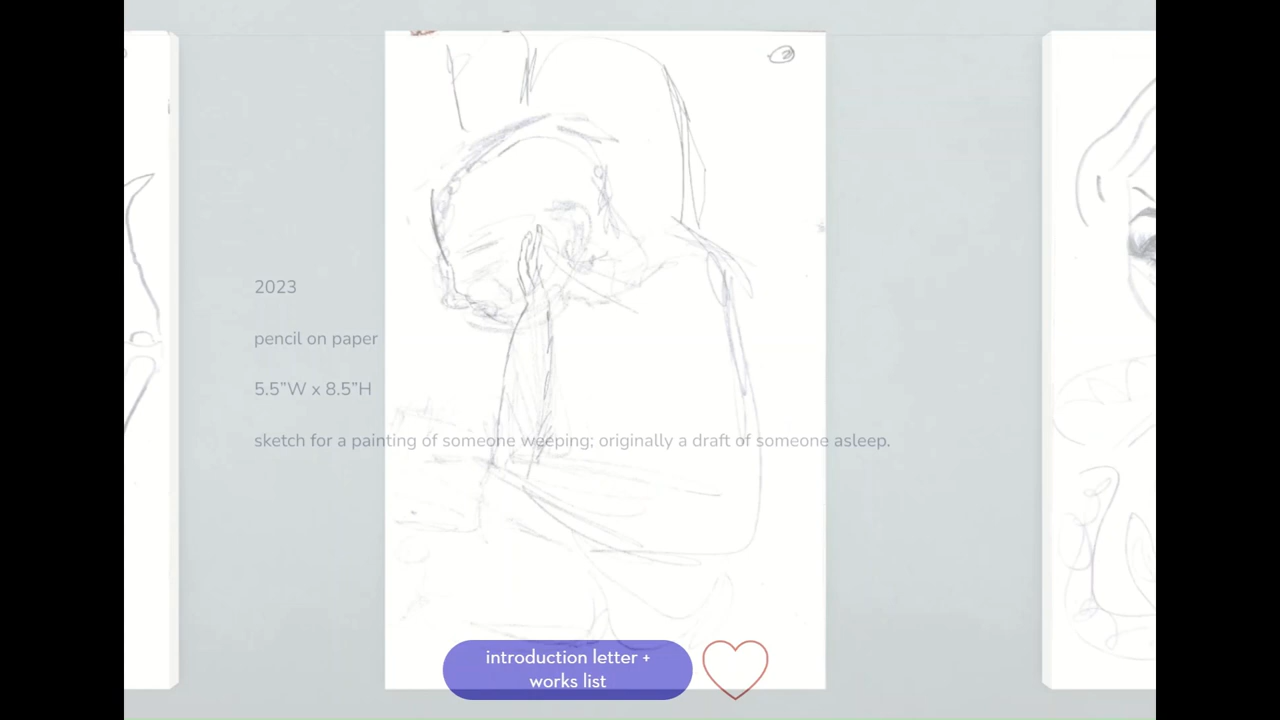 2023
pencil on paper
5.5”W x 8.5”H
sketch for a painting of someone weeping; originally a draft of someone asleep.
introduction letter +
works list